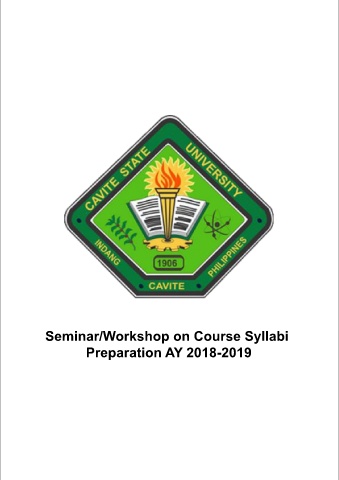 CAVITE STATE UNIVERSITY
INDANG
1906
PHILIPPINES
CAVITE
Seminar/Workshop on Course Syllabi
Preparation AY 2018-2019